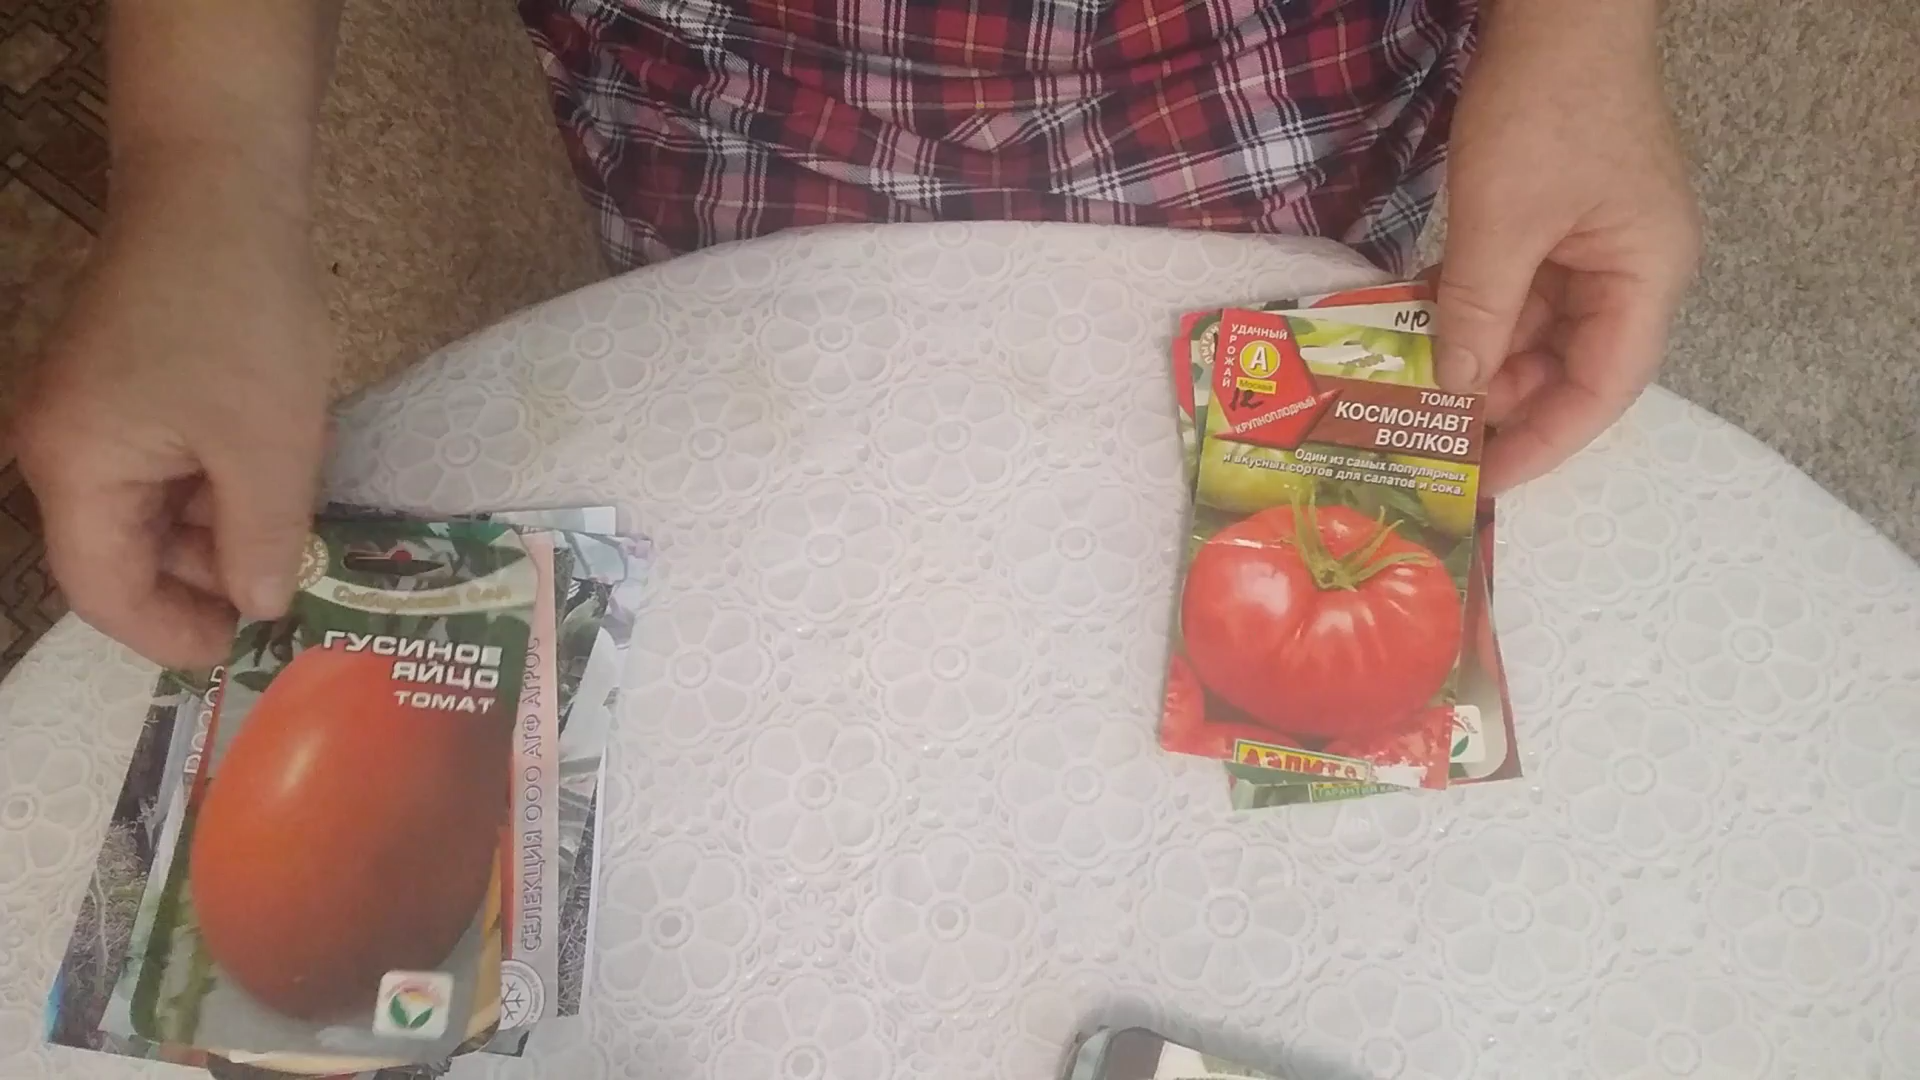 Сибирский сад
ГУСИНОЕ
ЯЙЦО
ТОМАТ
СЕЛЕКЦИЯ ООО АГФ АГРОС
N10
УДАЧНЫЙ
УРОЖАЙ
А
Москва
12
КРУПНОПЛОДНЫЙ
ТОМАТ
КОСМОНАВТ
ВОЛКОВ
Один из самых популярных
и вкусных сортов для салатов и сока.
АЭЛИТА